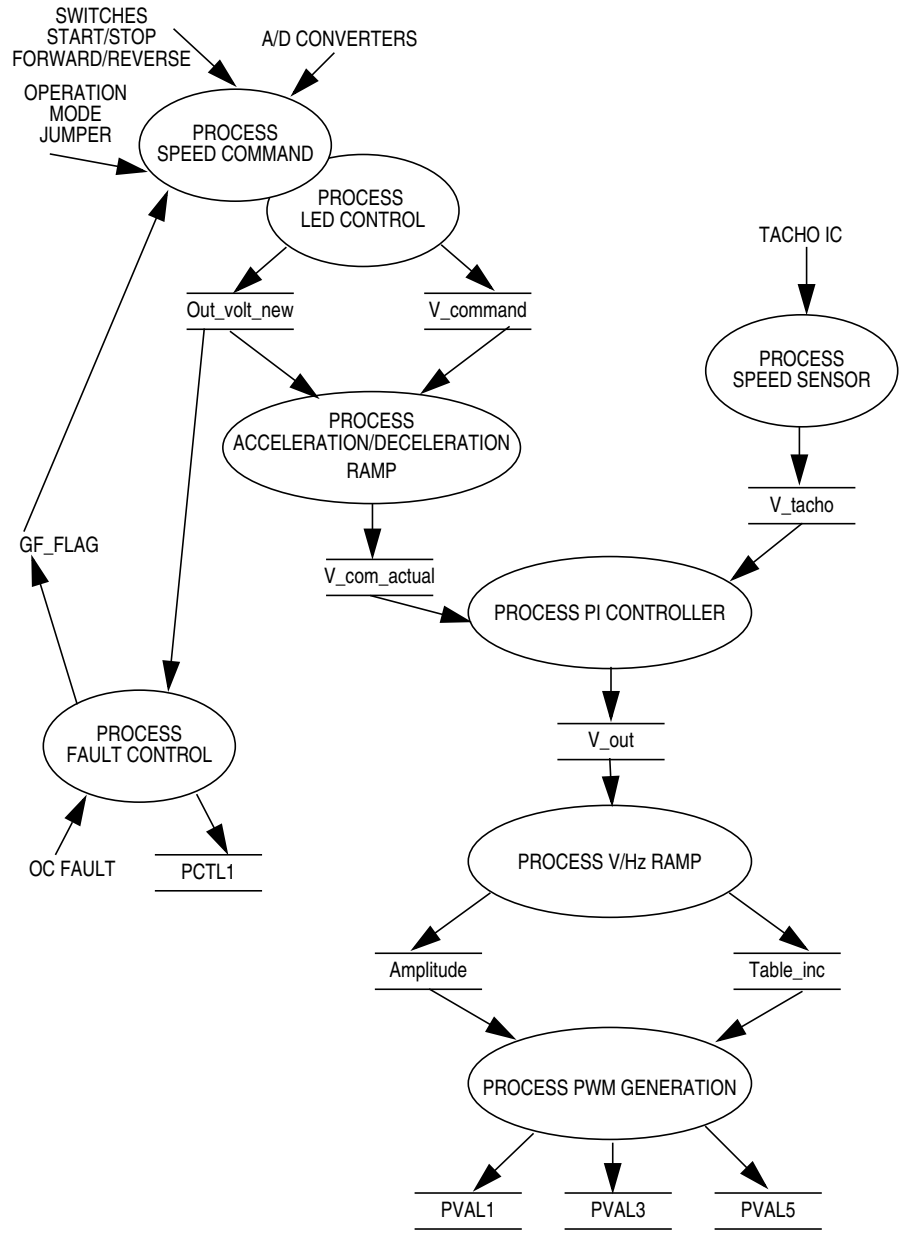 SWITCHES
START/STOP
FORWARD/REVERSE
A/D CONVERTERS
OPERATION
MODE
JUMPER
PROCESS
SPEED COMMAND
PROCESS
LED CONTROL
TACHO IC
Out_volt_new
V_command
PROCESS
SPEED SENSOR
PROCESS
ACCELERATION/DECELERATION
RAMP
V_tacho
GF_FLAG
V_com_actual
PROCESS PI CONTROLLER
PROCESS
FAULT CONTROL
V_out
OC FAULT
PCTL1
PROCESS V/Hz RAMP
Amplitude
Table_inc
PROCESS PWM GENERATION
PVAL1
PVAL3
PVAL5